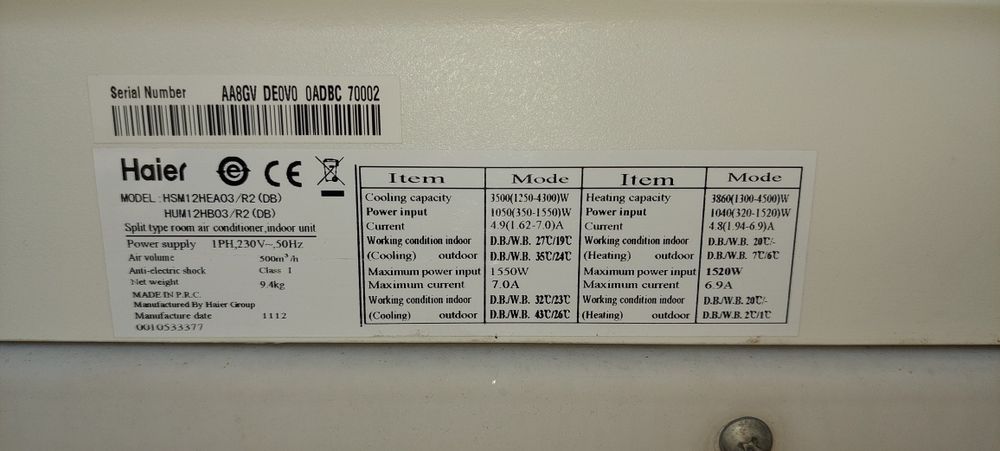 Serial Number AA8GV DE0V0 0ADBC 70002
Haier CE
MODEL : HSM12HEA03/R2 (DB)
HUM12HB03/R2 (DB)
Split type room air conditioner,indoor unit
Power supply 1PH,230V~,50Hz
Air volume 500m³/h
Anti-electric shock Class I
Net weight 9.4kg
MADE IN P.R.C.
Manufactured By Haier Group
Manufacture date 1112
0010533377
Item Mode Item Mode
Cooling capacity 3500(1250-4300)W Heating capacity 3860(1300-4500)W
Power input 1050(350-1550)W Power input 1040(320-1520)W
Current 4.9(1.62-7.0)A Current 4.8(1.94-6.9)A
Working condition indoor D.B./W.B. 27℃/19℃ Working condition indoor D.B./W.B. 20℃/-
(Cooling) outdoor D.B./W.B. 35℃/24℃ (Heating) outdoor D.B./W.B. 7℃/6℃
Maximum power input 1550W Maximum power input 1520W
Maximum current 7.0A Maximum current 6.9A
Working condition indoor D.B./W.B. 32℃/23℃ Working condition indoor D.B./W.B. 20℃/-
(Cooling) outdoor D.B./W.B. 43℃/26℃ (Heating) outdoor D.B./W.B. 2℃/1℃